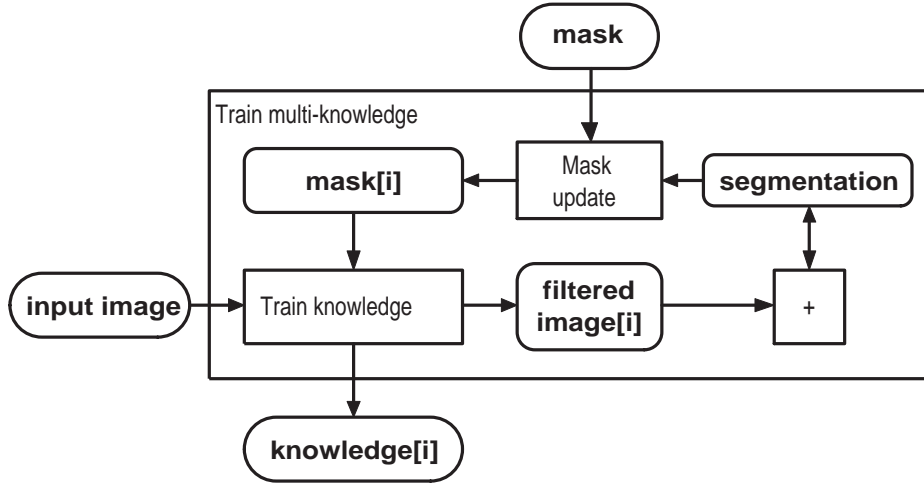 mask
Train multi-knowledge
mask[i]
Mask
update
segmentation
input image
Train knowledge
filtered
image[i]
+
knowledge[i]